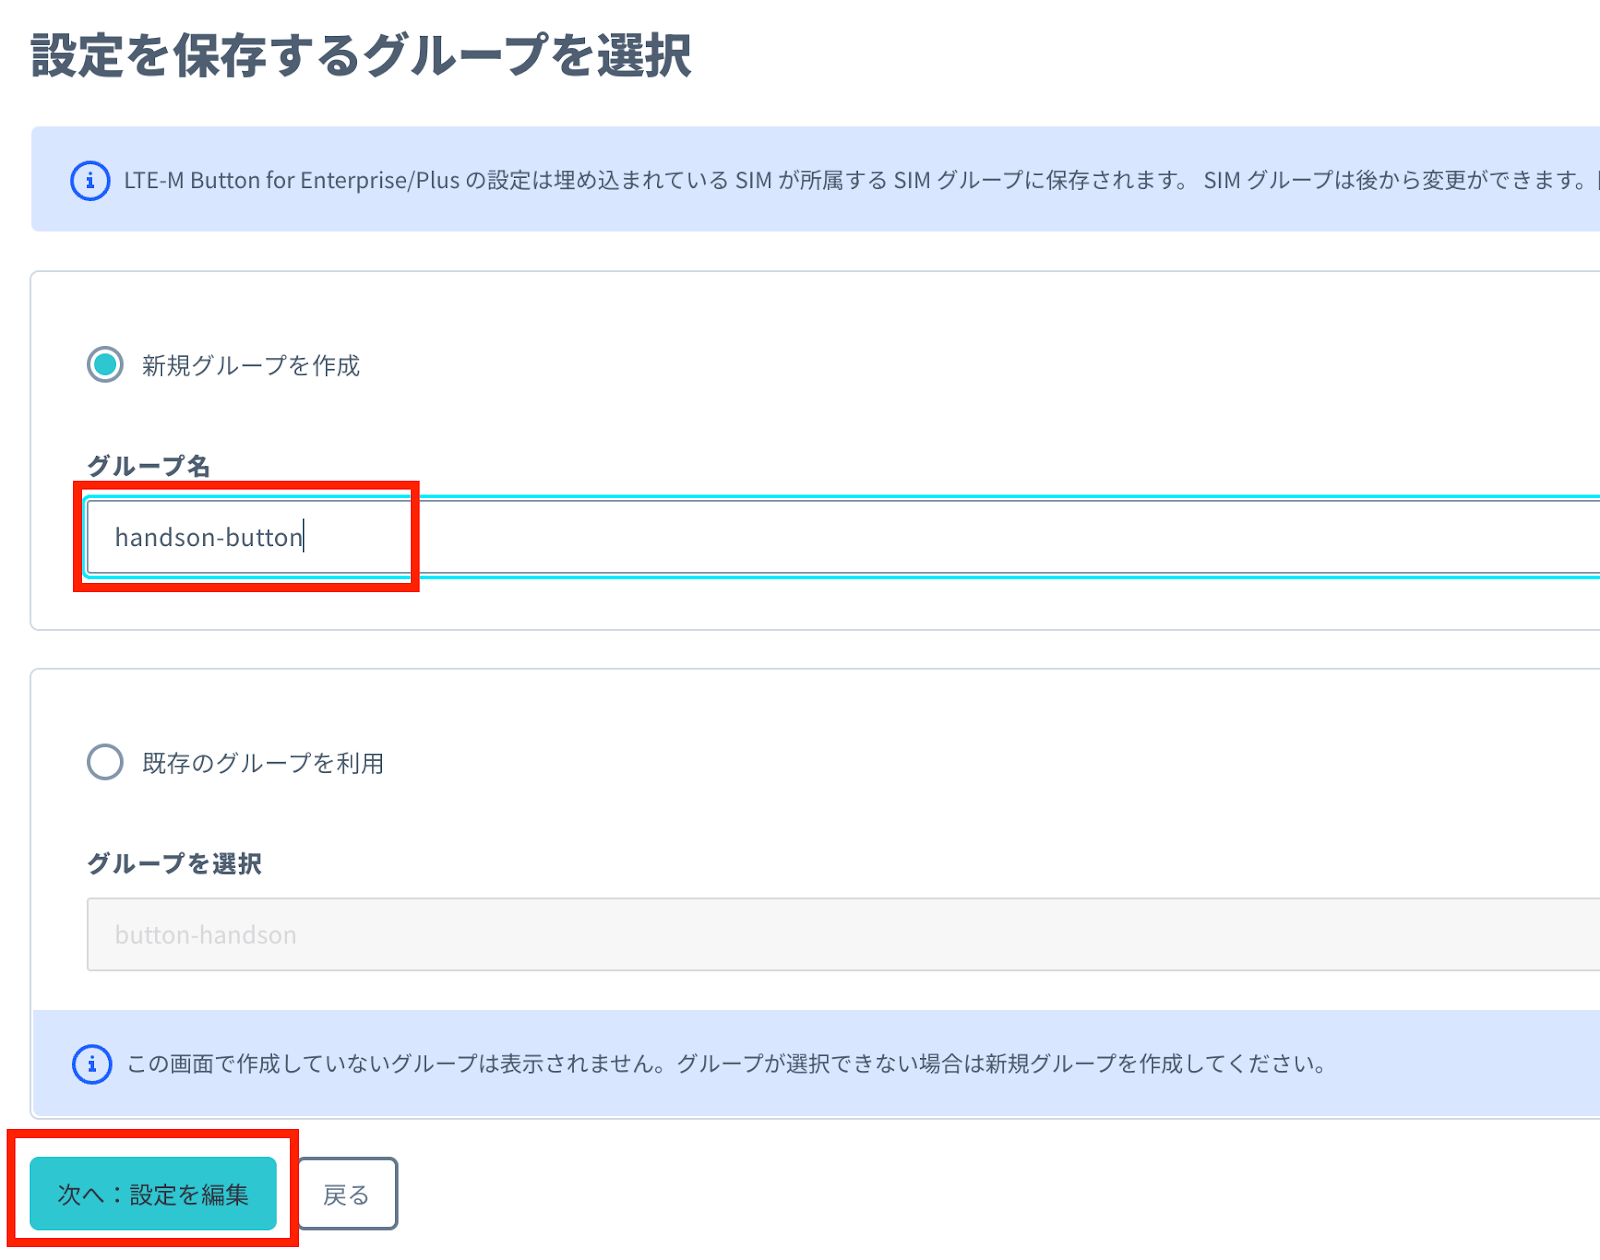 設定を保存するグループを選択
LTE-M Button for Enterprise/Plus の設定は埋め込まれている SIM が所属する SIM グループに保存されます。 SIM グループは後から変更ができます。
新規グループを作成
グループ名
handson-button
既存のグループを利用
グループを選択
button-handson
この画面で作成していないグループは表示されません。グループが選択できない場合は新規グループを作成してください。
次へ：設定を編集
戻る